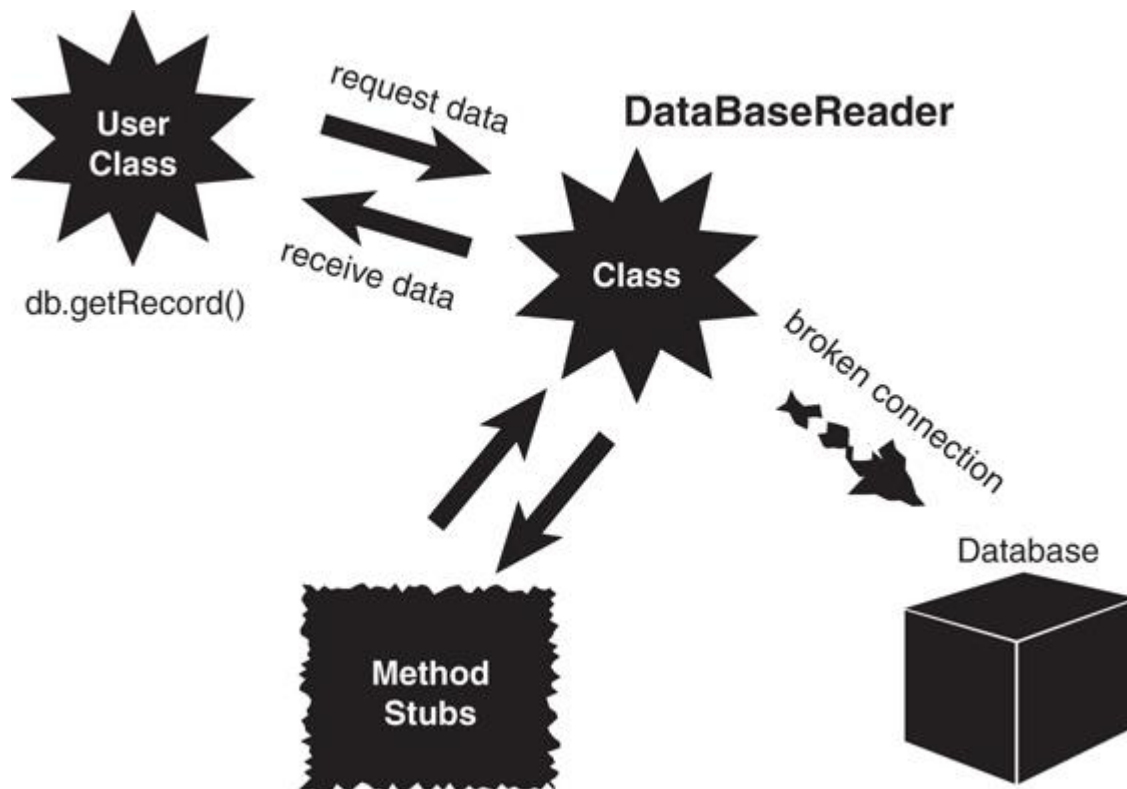 User
Class
request data
DataBaseReader
receive data
Class
db.getRecord()
broken connection
Database
Method
Stubs